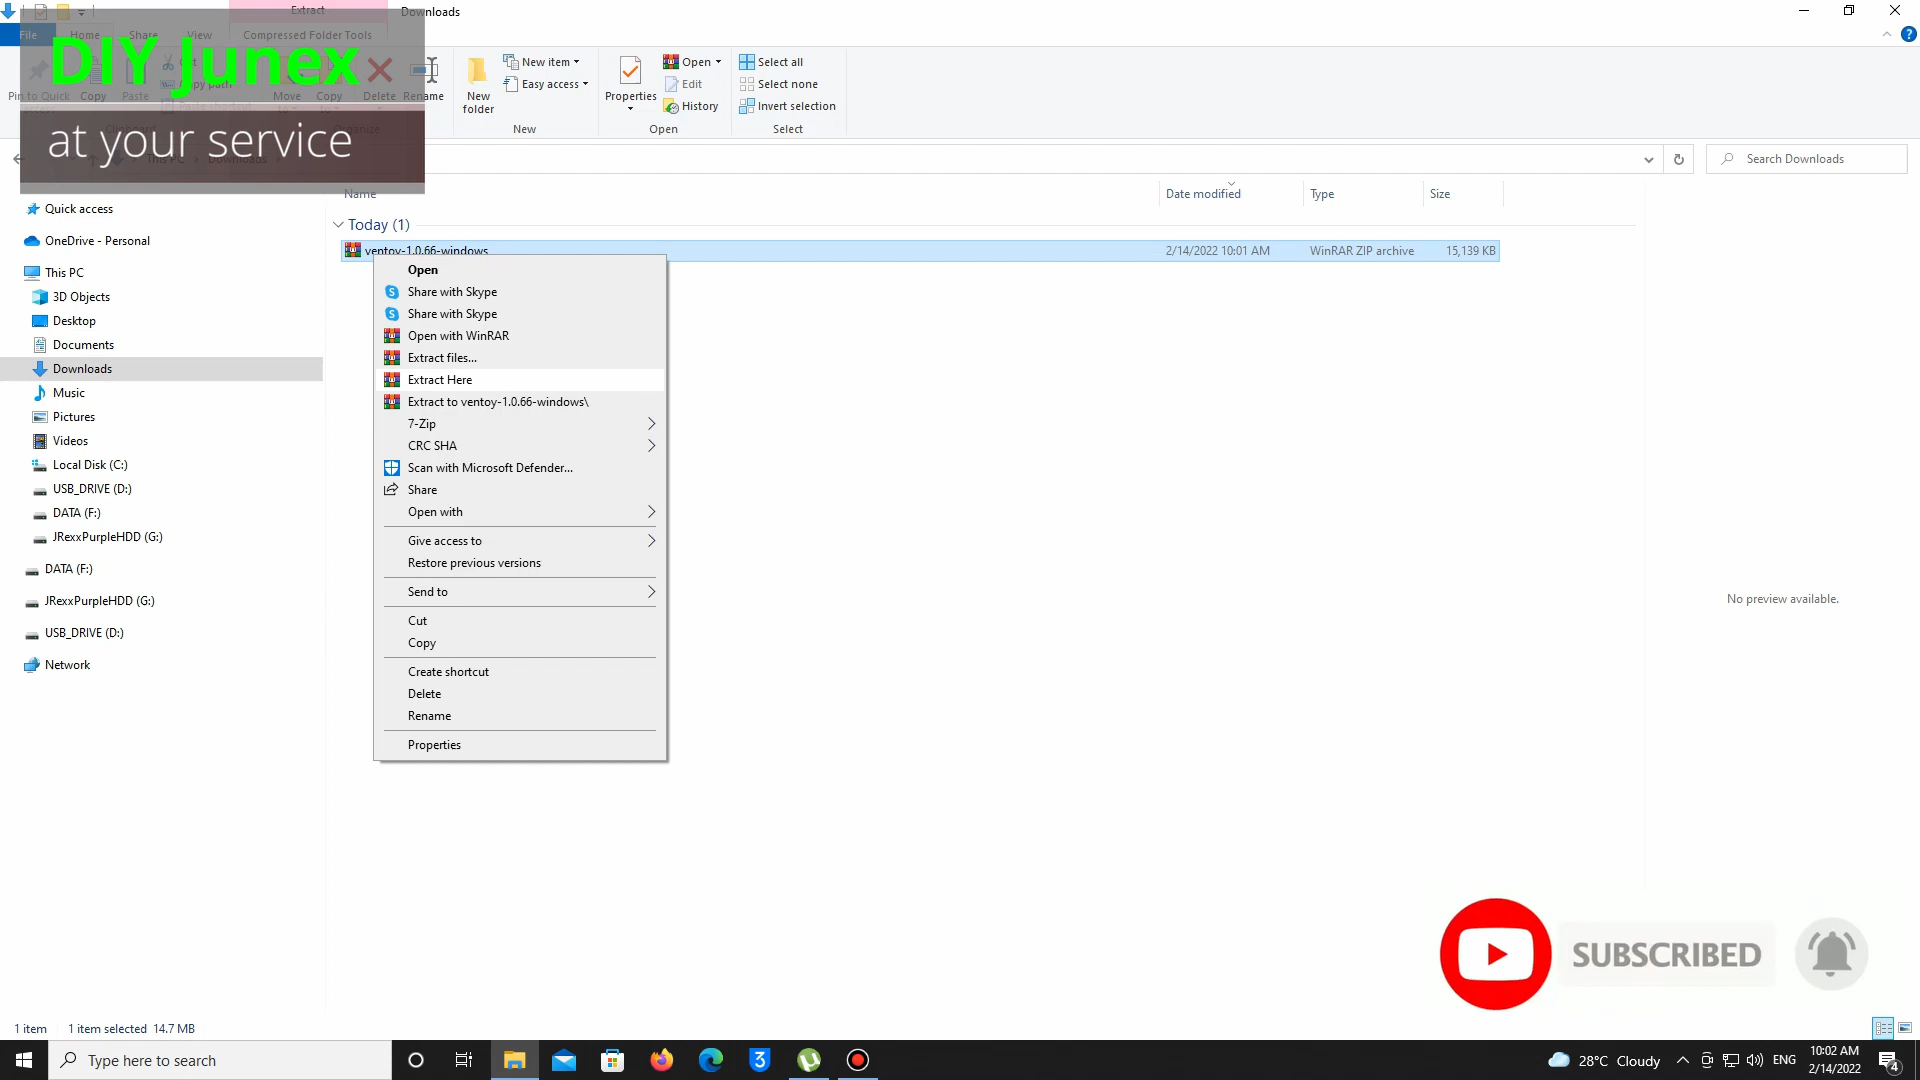 Extract
Downloads
File
Home
Share
View
Compressed Folder Tools
DIY Junex
at your service
Pin to Quick
Copy
Paste
Copy path
Move
Copy
Delete
Rename
New
folder
New item
Easy access
New
Properties
Open
Edit
History
Open
Select all
Select none
Invert selection
Select
This PC
Downloads
Search Downloads
Name
Date modified
Type
Size
Today (1)
ventoy-1.0.66-windows
2/14/2022 10:01 AM
WinRAR ZIP archive
15,139 KB
Quick access
OneDrive - Personal
This PC
3D Objects
Desktop
Documents
Downloads
Music
Pictures
Videos
Local Disk (C:)
USB_DRIVE (D:)
DATA (F:)
JRexxPurpleHDD (G:)
DATA (F:)
JRexxPurpleHDD (G:)
USB_DRIVE (D:)
Network
Open
Share with Skype
Share with Skype
Open with WinRAR
Extract files...
Extract Here
Extract to ventoy-1.0.66-windows\
7-Zip
CRC SHA
Scan with Microsoft Defender...
Share
Open with
Give access to
Restore previous versions
Send to
Cut
Copy
Create shortcut
Delete
Rename
Properties
No preview available.
SUBSCRIBED
1 item
1 item selected 14.7 MB
Type here to search
28°C Cloudy
ENG
10:02 AM
2/14/2022
4